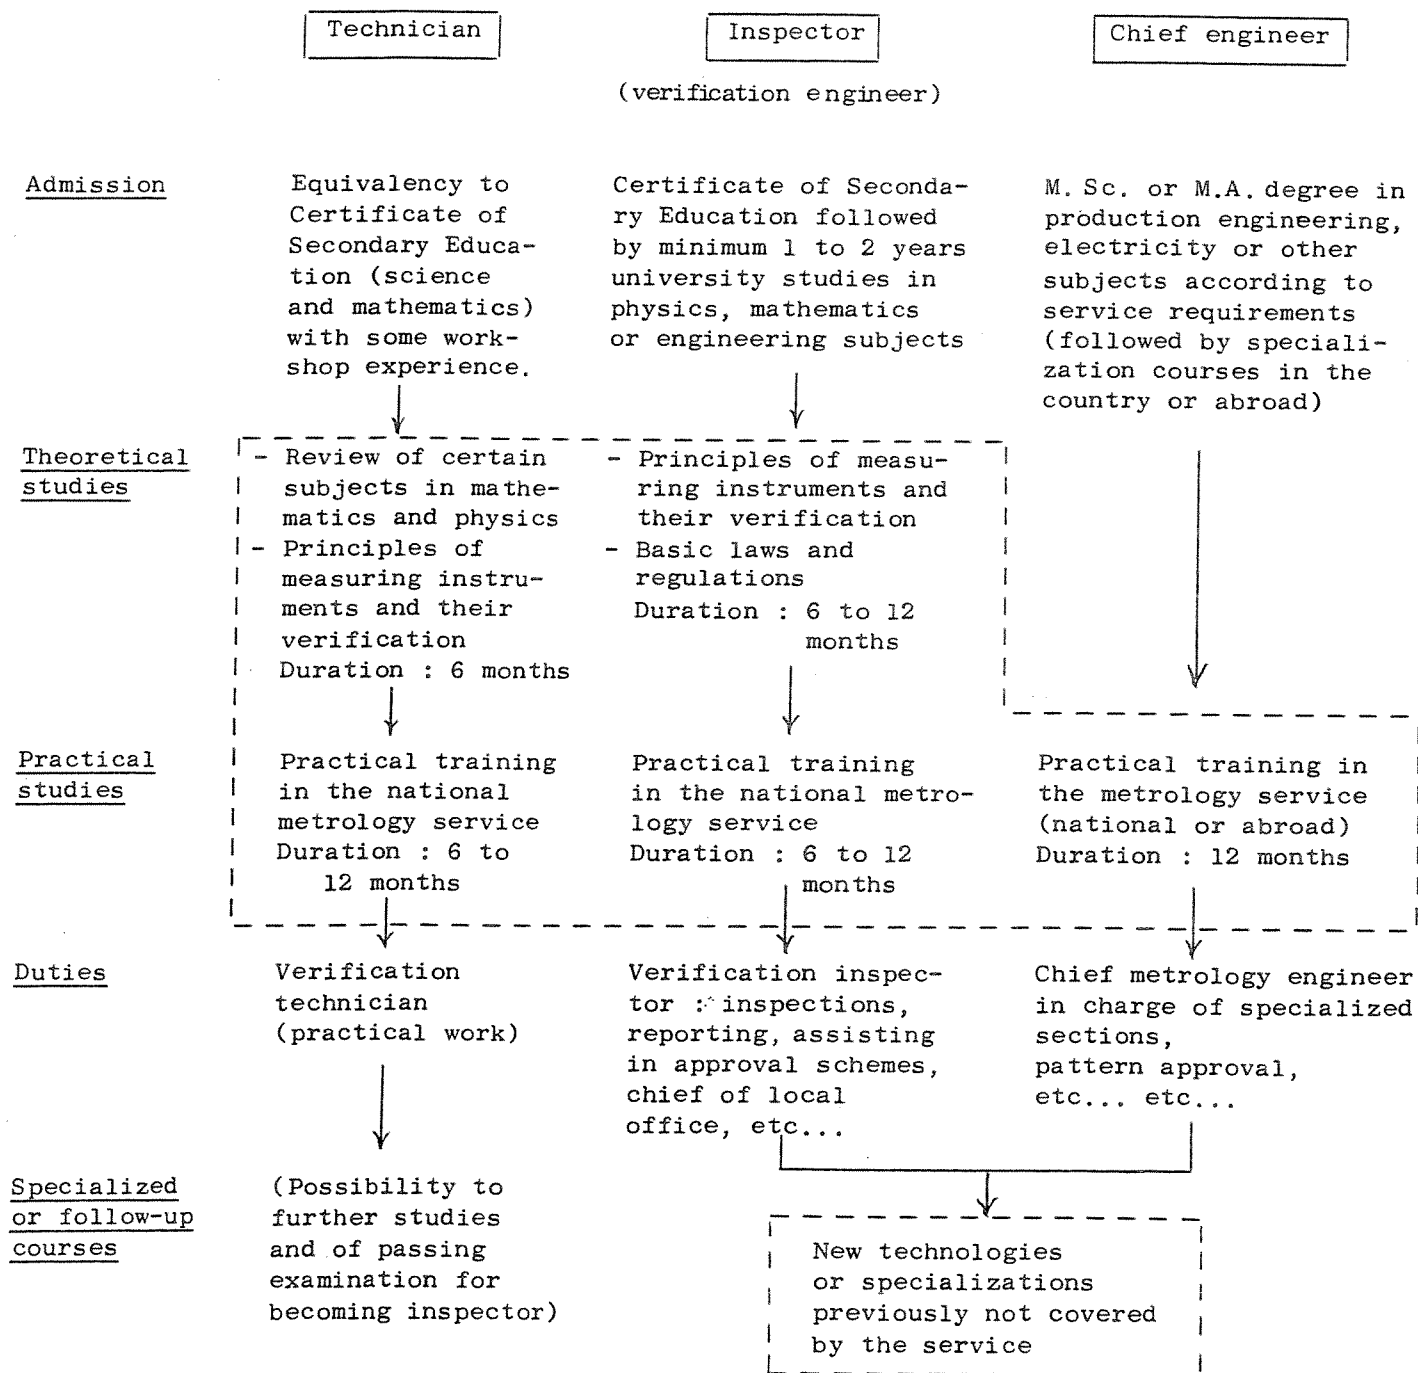 Technician
Inspector
Chief engineer
(verification engineer)
Admission
Equivalency to
Certificate of
Secondary Educa-
tion (science
and mathematics)
with some work-
shop experience.
Certificate of Seconda-
ry Education followed
by minimum 1 to 2 years
university studies in
physics, mathematics
or engineering subjects
M. Sc. or M.A. degree in
production engineering,
electricity or other
subjects according to
service requirements
(followed by speciali-
zation courses in the
country or abroad)
Theoretical
studies
- Review of certain
subjects in mathe-
matics and physics
- Principles of
measuring instru-
ments and their
verification
Duration : 6 months
- Principles of measu-
ring instruments and
their verification
- Basic laws and
regulations
Duration : 6 to 12
months
Practical
studies
Practical training
in the national
metrology service
Duration : 6 to
12 months
Practical training
in the national metro-
logy service
Duration : 6 to 12
months
Practical training in
the metrology service
(national or abroad)
Duration : 12 months
Duties
Verification
technician
(practical work)
Verification inspec-
tor : inspections,
reporting, assisting
in approval schemes,
chief of local
office, etc...
Chief metrology engineer
in charge of specialized
sections,
pattern approval,
etc... etc...
Specialized
or follow-up
courses
(Possibility to
further studies
and of passing
examination for
becoming inspector)
New technologies
or specializations
previously not covered
by the service